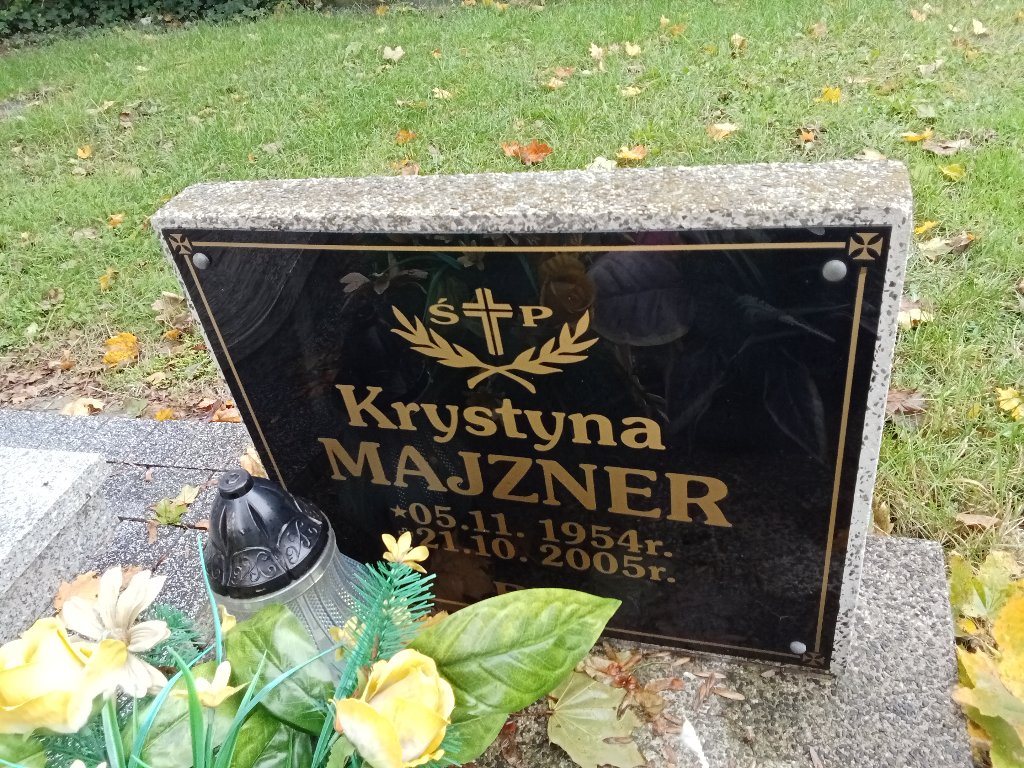 Ś P
Krystyna
MAJZNER
*05.11. 1954r.
21.10. 2005r.